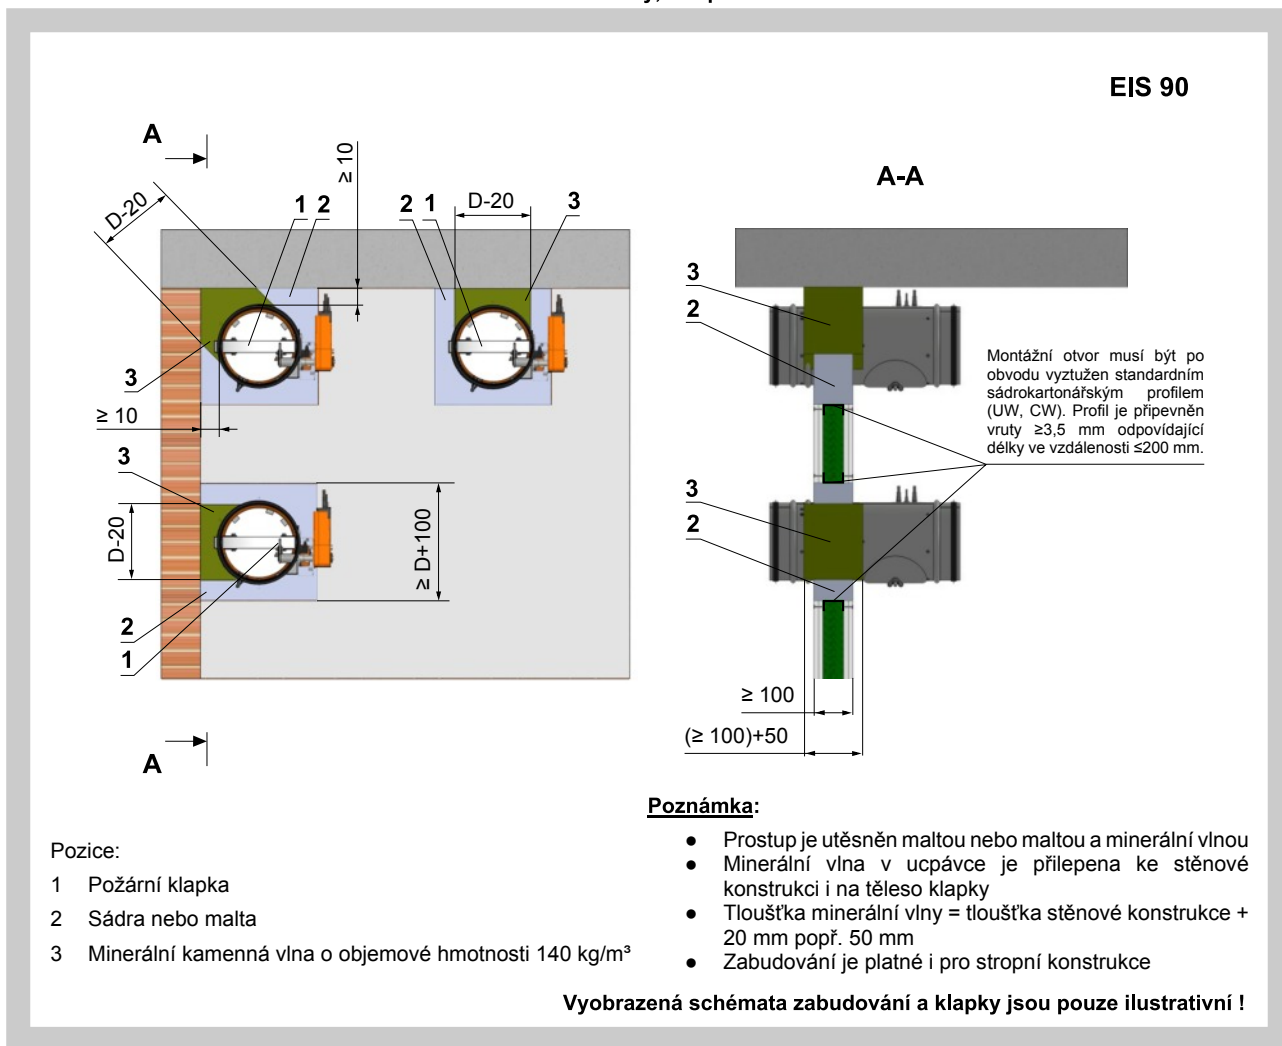 EIS 90
A
A-A
≥ 10
D-20
1 2
2 1
D-20
3
3
2
3
≥ 10
3
D-20
≥ D+100
2
1
Montážní otvor musí být po
obvodu vyztužen standardním
sádrokartonářským profilem
(UW, CW). Profil je připevněn
vruty ≥3,5 mm odpovídající
délky ve vzdálenosti ≤200 mm.
3
2
≥ 100
(≥ 100)+50
A
Poznámka:
● Prostup je utěsněn maltou nebo maltou a minerální vlnou
● Minerální vlna v ucpávce je přilepena ke stěnové
konstrukci i na těleso klapky
● Tloušťka minerální vlny = tloušťka stěnové konstrukce +
20 mm popř. 50 mm
● Zabudování je platné i pro stropní konstrukce
Pozice:
1 Požární klapka
2 Sádra nebo malta
3 Minerální kamenná vlna o objemové hmotnosti 140 kg/m³
Vyobrazená schémata zabudování a klapky jsou pouze ilustrativní !